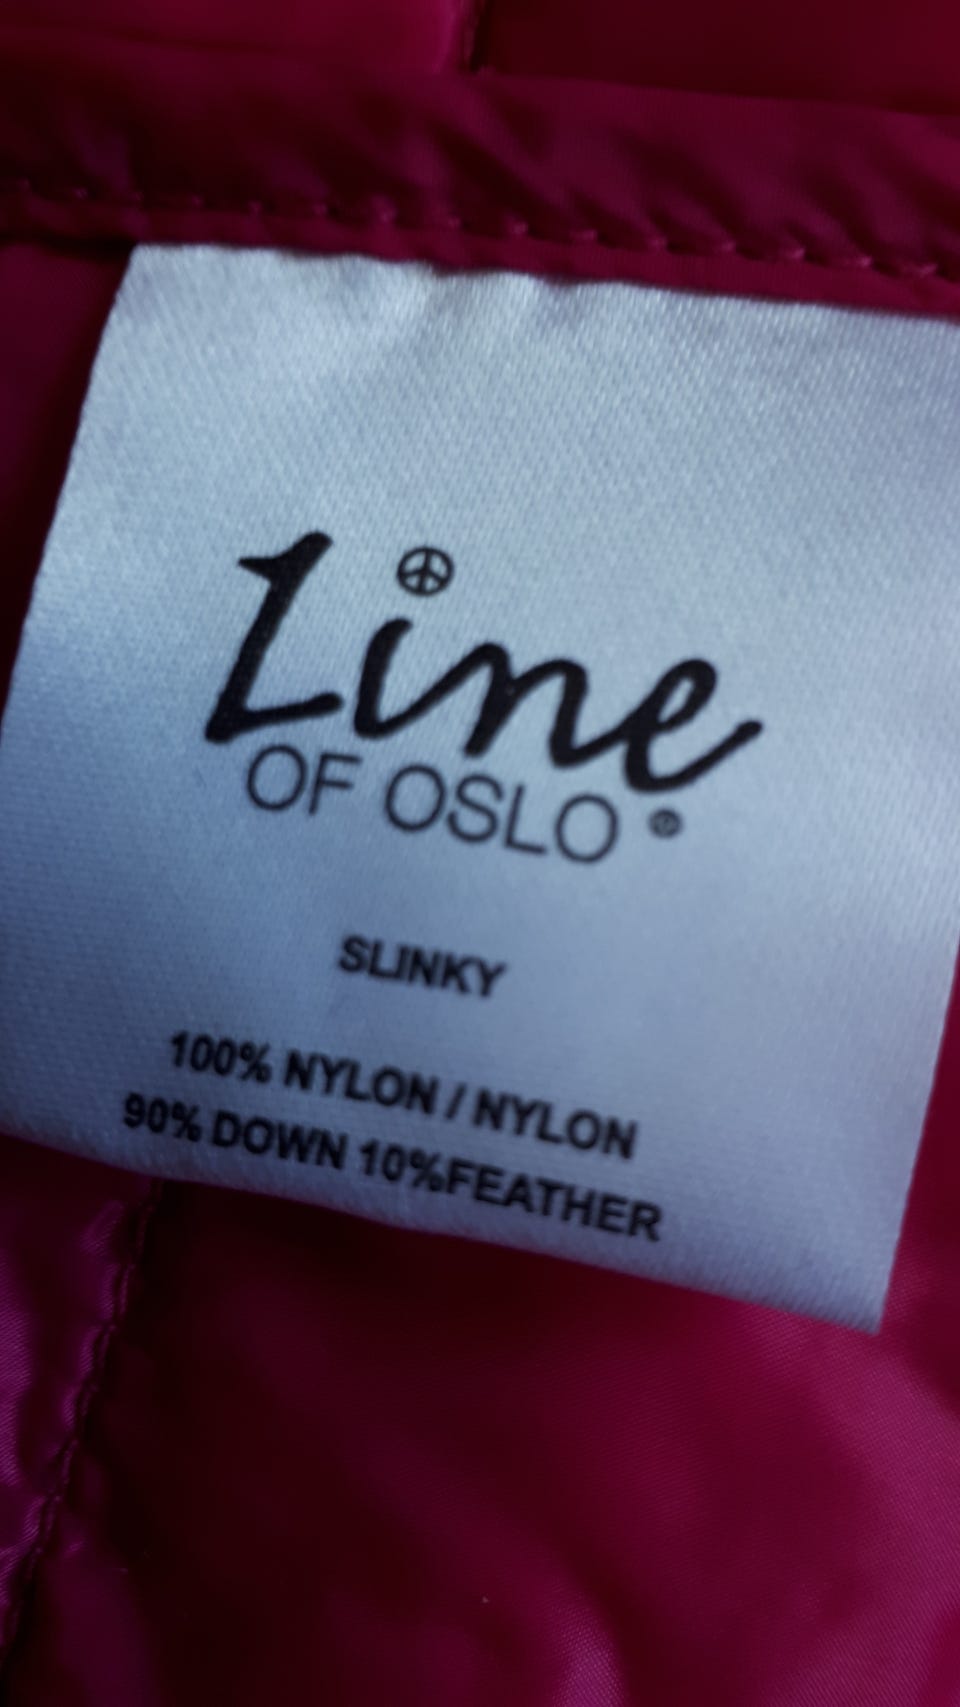 Line
OF OSLO®
SLINKY
100% NYLON / NYLON
90% DOWN 10%FEATHER